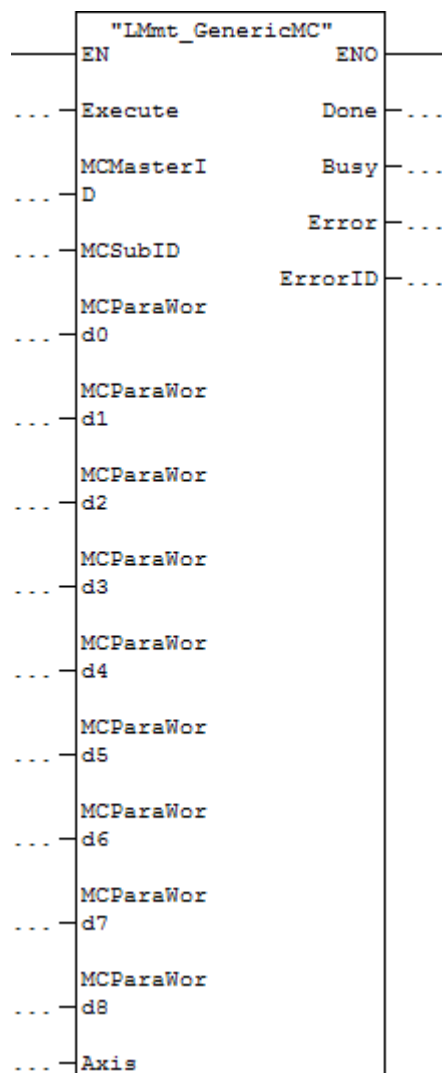 "LMmt_GenericMC"
EN ENO
... Execute Done ...
MCMasterI Busy ...
... D
Error ...
... MCSubID
ErrorID ...
MCParaWor
... d0
MCParaWor
... d1
MCParaWor
... d2
MCParaWor
... d3
MCParaWor
... d4
MCParaWor
... d5
MCParaWor
... d6
MCParaWor
... d7
MCParaWor
... d8
... Axis